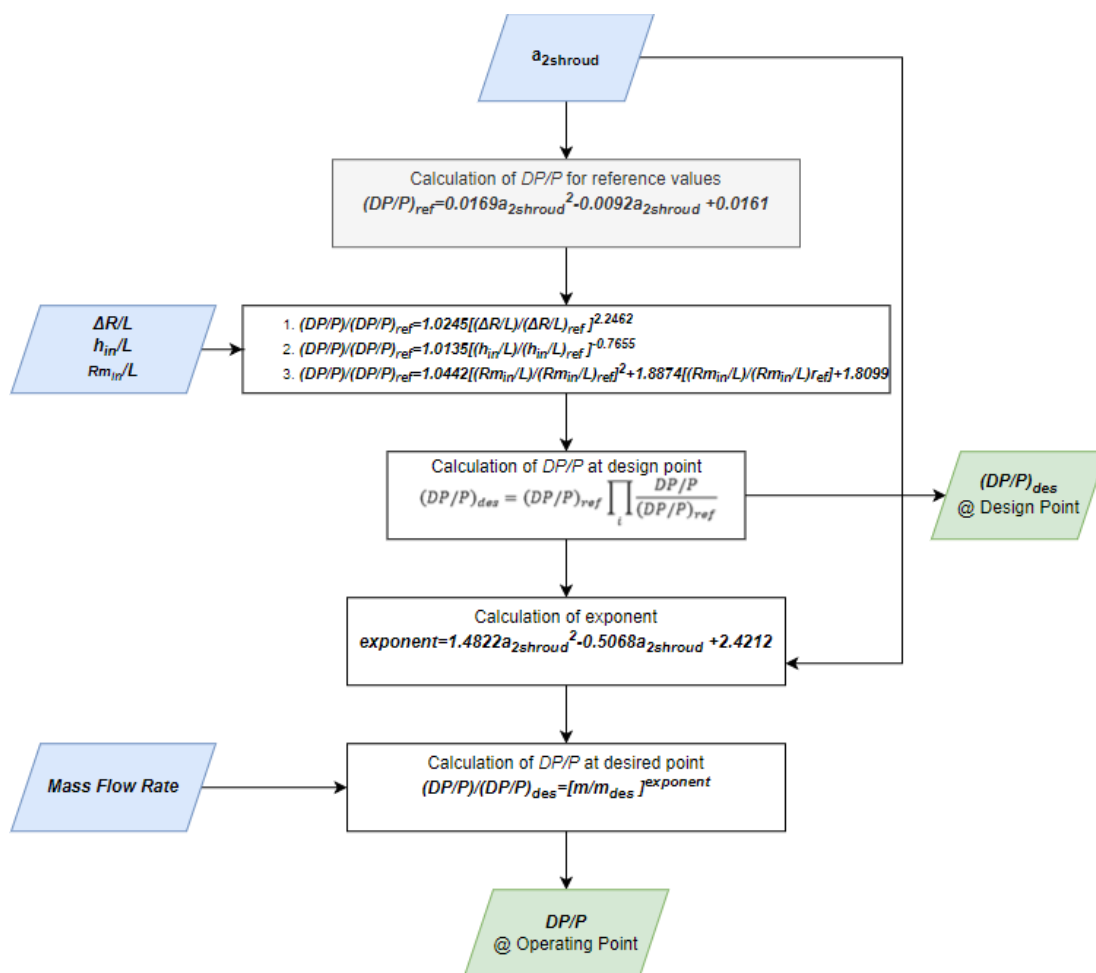 a2shroud
Calculation of DP/P for reference values
(DP/P)ref=0.0169a2shroud²-0.0092a2shroud +0.0161
ΔR/L
hin/L
Rmin/L
1. (DP/P)/(DP/P)ref=1.0245[(ΔR/L)/(ΔR/L)ref ]^2.2462
2. (DP/P)/(DP/P)ref=1.0135[(hin/L)/(hin/L)ref ]^-0.7655
3. (DP/P)/(DP/P)ref=1.0442[(Rmin/L)/(Rmin/L)ref]²+1.8874[(Rmin/L)/(Rmin/L)ref]+1.8099
Calculation of DP/P at design point
(DP/P)des = (DP/P)ref ∏i DP/P / (DP/P)ref
(DP/P)des
@ Design Point
Calculation of exponent
exponent=1.4822a2shroud²-0.5068a2shroud +2.4212
Mass Flow Rate
Calculation of DP/P at desired point
(DP/P)/(DP/P)des=[m/mdes ]^exponent
DP/P
@ Operating Point